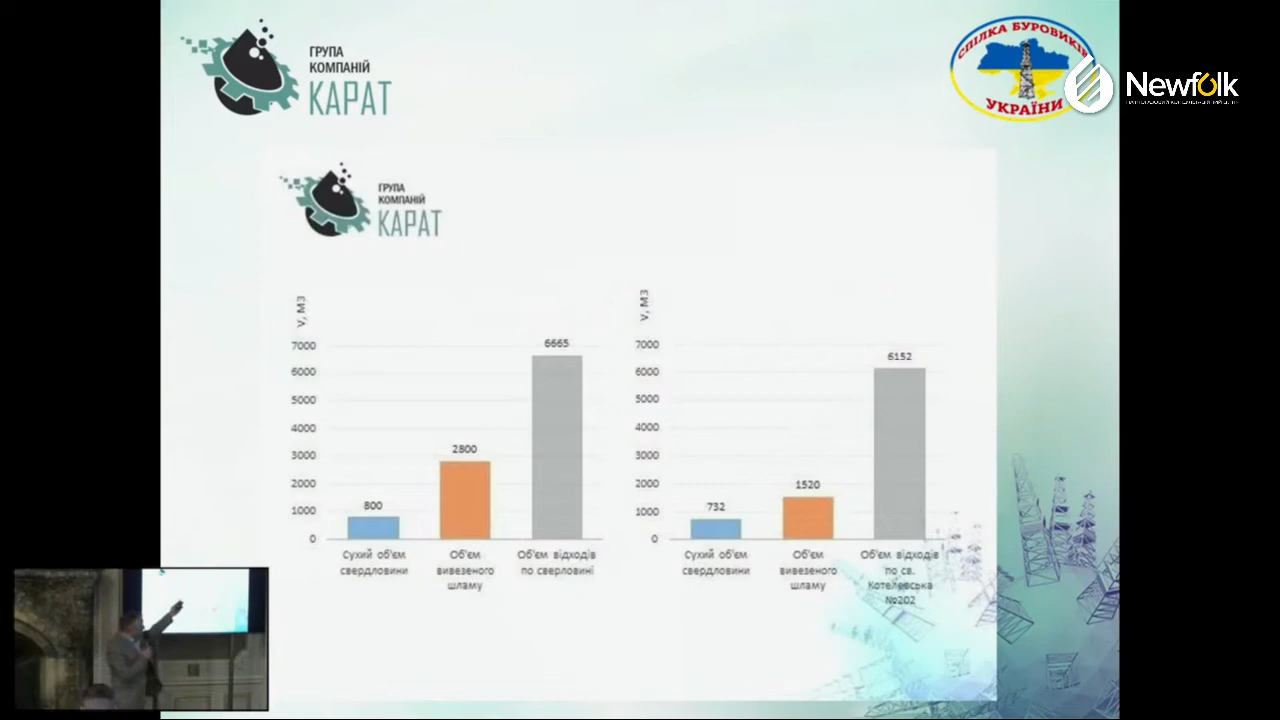 ГРУПА
КОМПАНІЙ
КАРАТ
СПІЛКА БУРОВИКІВ
УКРАЇНИ
Newfolk
ГРУПА
КОМПАНІЙ
КАРАТ
V, М3
7000
6000
5000
4000
3000
2000
1000
0
800
2800
6665
Сухий об'єм
свердловини
Об'єм
вивезеного
шламу
Об'єм відходів
по сверловині
V, М3
7000
6000
5000
4000
3000
2000
1000
0
732
1520
6152
Сухий об'єм
свердловини
Об'єм
вивезеного
шламу
Об'єм відходів
по св.
Котелевська
№202